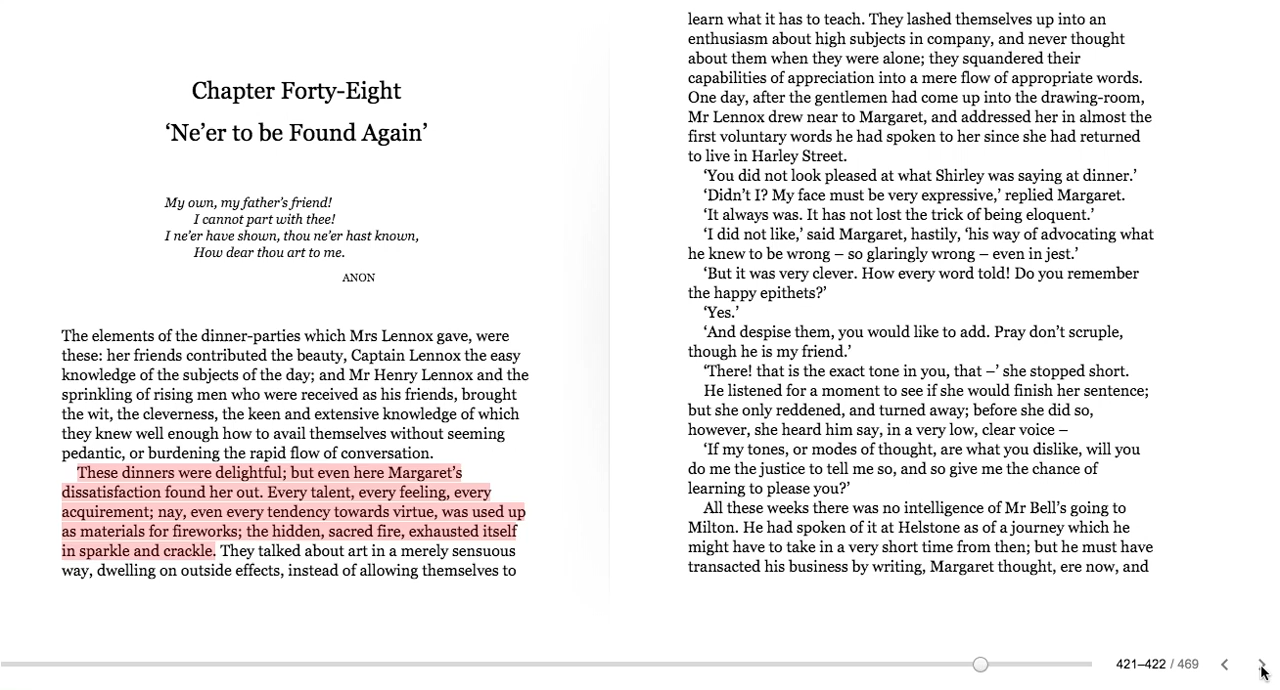 Chapter Forty-Eight
‘Ne’er to be Found Again’
My own, my father’s friend!
I cannot part with thee!
I ne’er have shown, thou ne’er hast known,
How dear thou art to me.
ANON
The elements of the dinner-parties which Mrs Lennox gave, were
these: her friends contributed the beauty, Captain Lennox the easy
knowledge of the subjects of the day; and Mr Henry Lennox and the
sprinkling of rising men who were received as his friends, brought
the wit, the cleverness, the keen and extensive knowledge of which
they knew well enough how to avail themselves without seeming
pedantic, or burdening the rapid flow of conversation.
These dinners were delightful; but even here Margaret’s
dissatisfaction found her out. Every talent, every feeling, every
acquirement; nay, even every tendency towards virtue, was used up
as materials for fireworks; the hidden, sacred fire, exhausted itself
in sparkle and crackle. They talked about art in a merely sensuous
way, dwelling on outside effects, instead of allowing themselves to
learn what it has to teach. They lashed themselves up into an
enthusiasm about high subjects in company, and never thought
about them when they were alone; they squandered their
capabilities of appreciation into a mere flow of appropriate words.
One day, after the gentlemen had come up into the drawing-room,
Mr Lennox drew near to Margaret, and addressed her in almost the
first voluntary words he had spoken to her since she had returned
to live in Harley Street.
‘You did not look pleased at what Shirley was saying at dinner.’
‘Didn’t I? My face must be very expressive,’ replied Margaret.
‘It always was. It has not lost the trick of being eloquent.’
‘I did not like,’ said Margaret, hastily, ‘his way of advocating what
he knew to be wrong – so glaringly wrong – even in jest.’
‘But it was very clever. How every word told! Do you remember
the happy epithets?’
‘Yes.’
‘And despise them, you would like to add. Pray don’t scruple,
though he is my friend.’
‘There! that is the exact tone in you, that –’ she stopped short.
He listened for a moment to see if she would finish her sentence;
but she only reddened, and turned away; before she did so,
however, she heard him say, in a very low, clear voice –
‘If my tones, or modes of thought, are what you dislike, will you
do me the justice to tell me so, and so give me the chance of
learning to please you?’
All these weeks there was no intelligence of Mr Bell’s going to
Milton. He had spoken of it at Helstone as of a journey which he
might have to take in a very short time from then; but he must have
transacted his business by writing, Margaret thought, ere now, and
421–422 / 469